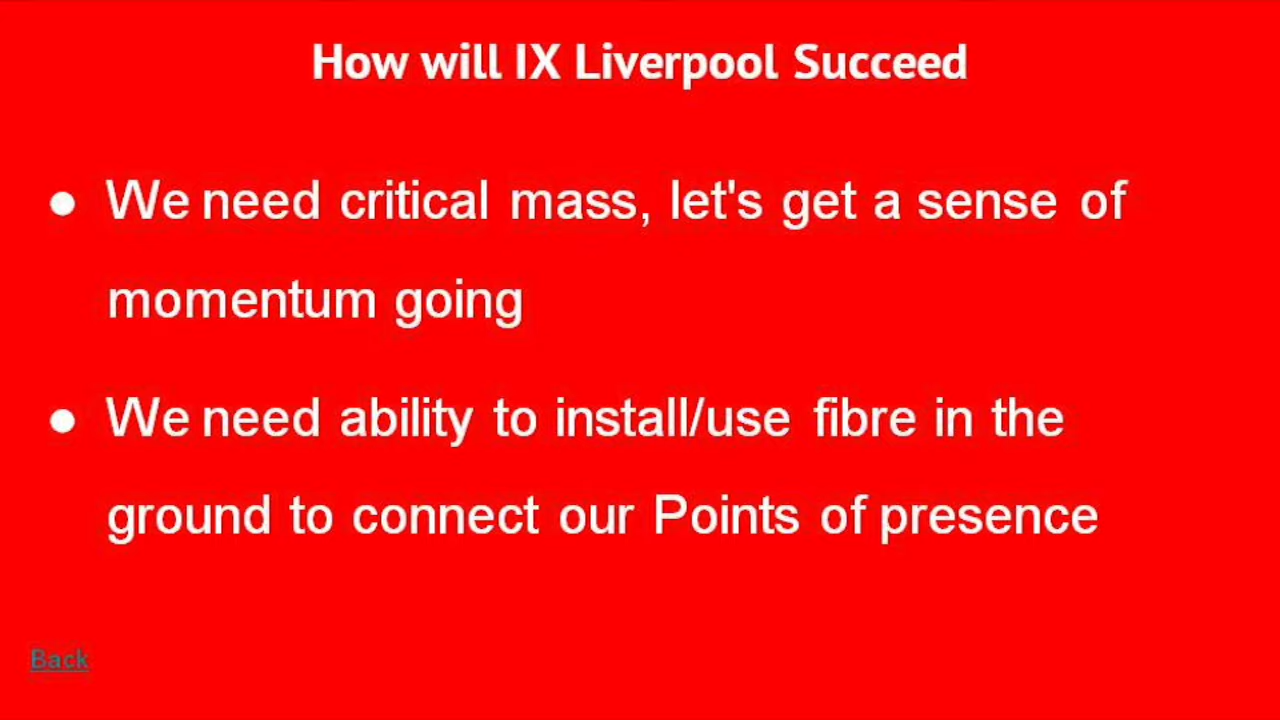 How will IX Liverpool Succeed
● We need critical mass, let's get a sense of
momentum going
● We need ability to install/use fibre in the
ground to connect our Points of presence
Back